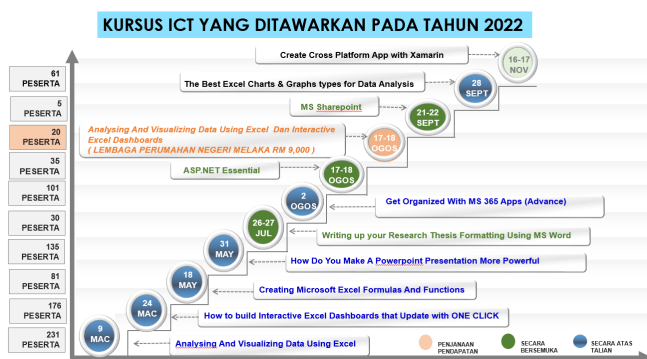 KURSUS ICT YANG DITAWARKAN PADA TAHUN 2022
Create Cross Platform App with Xamarin
16-17
NOV
61
PESERTA
The Best Excel Charts & Graphs types for Data Analysis
28
SEPT
5
PESERTA
MS Sharepoint
21-22
SEPT
20
PESERTA
Analysing And Visualizing Data Using Excel Dan Interactive
Excel Dashboards
( LEMBAGA PERUMAHAN NEGERI MELAKA RM 9,000 )
17-18
OGOS
35
PESERTA
ASP.NET Essential
17-18
OGOS
101
PESERTA
2
OGOS
Get Organized With MS 365 Apps (Advance)
30
PESERTA
26-27
JUL
Writing up your Research Thesis Formatting Using MS Word
135
PESERTA
31
MAY
How Do You Make A Powerpoint Presentation More Powerful
81
PESERTA
18
MAY
Creating Microsoft Excel Formulas And Functions
176
PESERTA
24
MAC
How to build Interactive Excel Dashboards that Update with ONE CLICK
231
PESERTA
9
MAC
Analysing And Visualizing Data Using Excel
PENJANAAN
PENDAPATAN
SECARA
BERSEMUKA
SECARA ATAS
TALIAN